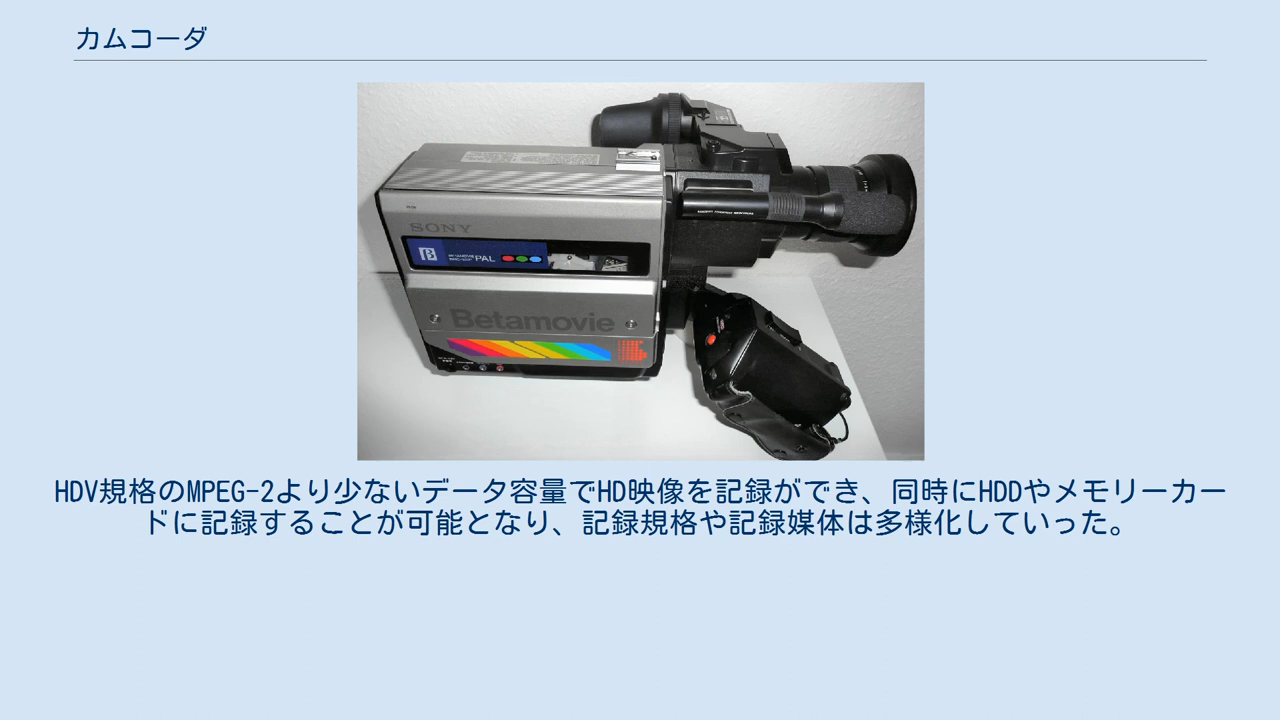 カムコーダ
SONY
β
PAL
Betamovie
HDV規格のMPEG-2より少ないデータ容量でHD映像を記録ができ、同時にHDDやメモリーカー
ドに記録することが可能となり、記録規格や記録媒体は多様化していった。